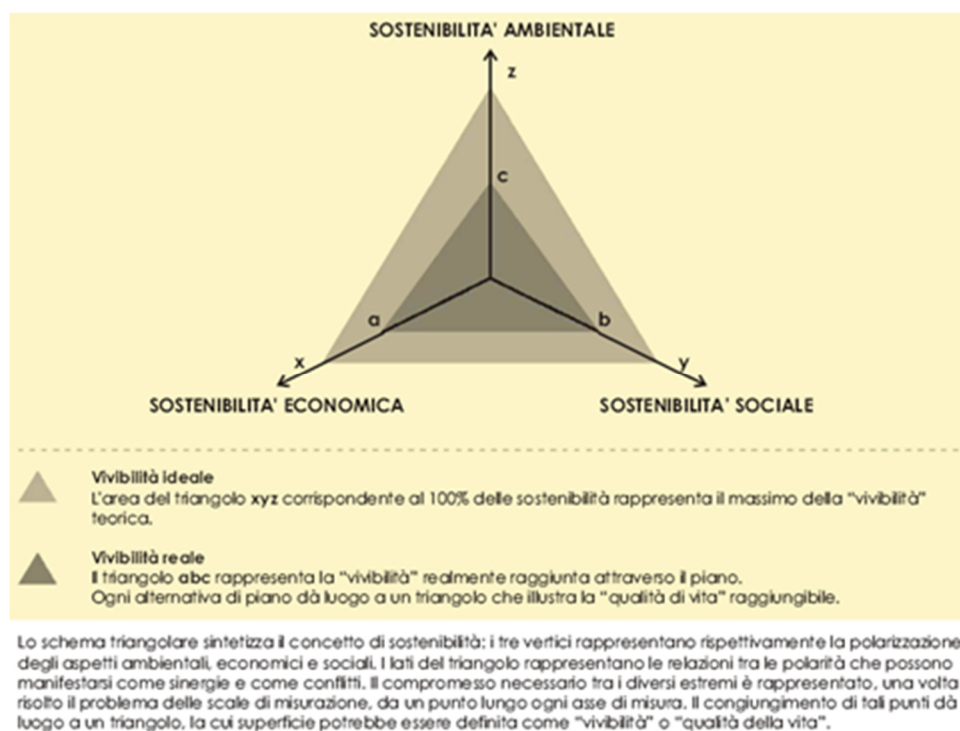 SOSTENIBILITA' AMBIENTALE
z
c
a
b
x
y
SOSTENIBILITA' ECONOMICA
SOSTENIBILITA' SOCIALE
Vivibilità ideale
L'area del triangolo xyz corrispondente al 100% delle sostenibilità rappresenta il massimo della "vivibilità"
teorica.
Vivibilità reale
Il triangolo abc rappresenta la "vivibilità" realmente raggiunta attraverso il piano.
Ogni alternativa di piano dà luogo a un triangolo che illustra la "qualità di vita" raggiungibile.
Lo schema triangolare sintetizza il concetto di sostenibilità: i tre vertici rappresentano rispettivamente la polarizzazione
degli aspetti ambientali, economici e sociali. I lati del triangolo rappresentano le relazioni tra le polarità che possono
manifestarsi come sinergie e come conflitti. Il compromesso necessario tra i diversi estremi è rappresentato, una volta
risolto il problema delle scale di misurazione, da un punto lungo ogni asse di misura. Il congiungimento di tali punti dà
luogo a un triangolo, la cui superficie potrebbe essere definita come "vivibilità" o "qualità della vita".